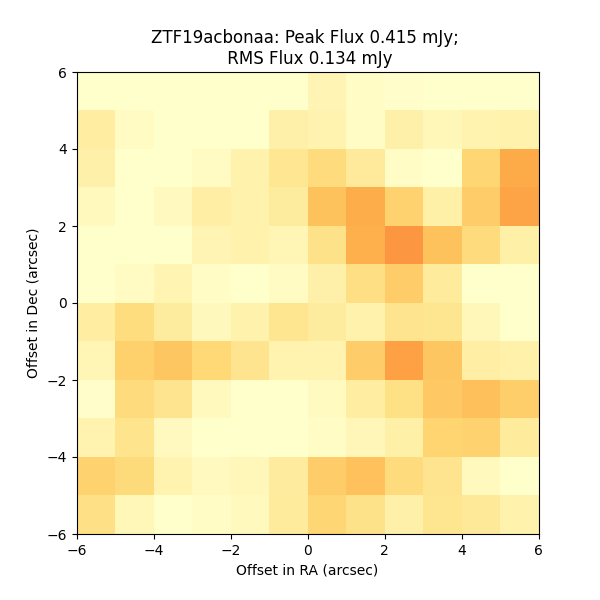 ZTF19acbonaa: Peak Flux 0.415 mJy;
RMS Flux 0.134 mJy
6
4
2
0
−2
−4
−6
Offset in Dec (arcsec)
−6 −4 −2 0 2 4 6
Offset in RA (arcsec)